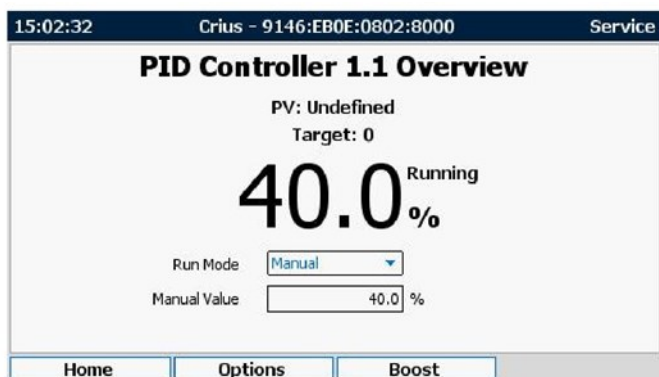 15:02:32 Crius - 9146:EB0E:0802:8000 Service
PID Controller 1.1 Overview
PV: Undefined
Target: 0
40.0 % Running
Run Mode Manual
Manual Value 40.0 %
Home Options Boost